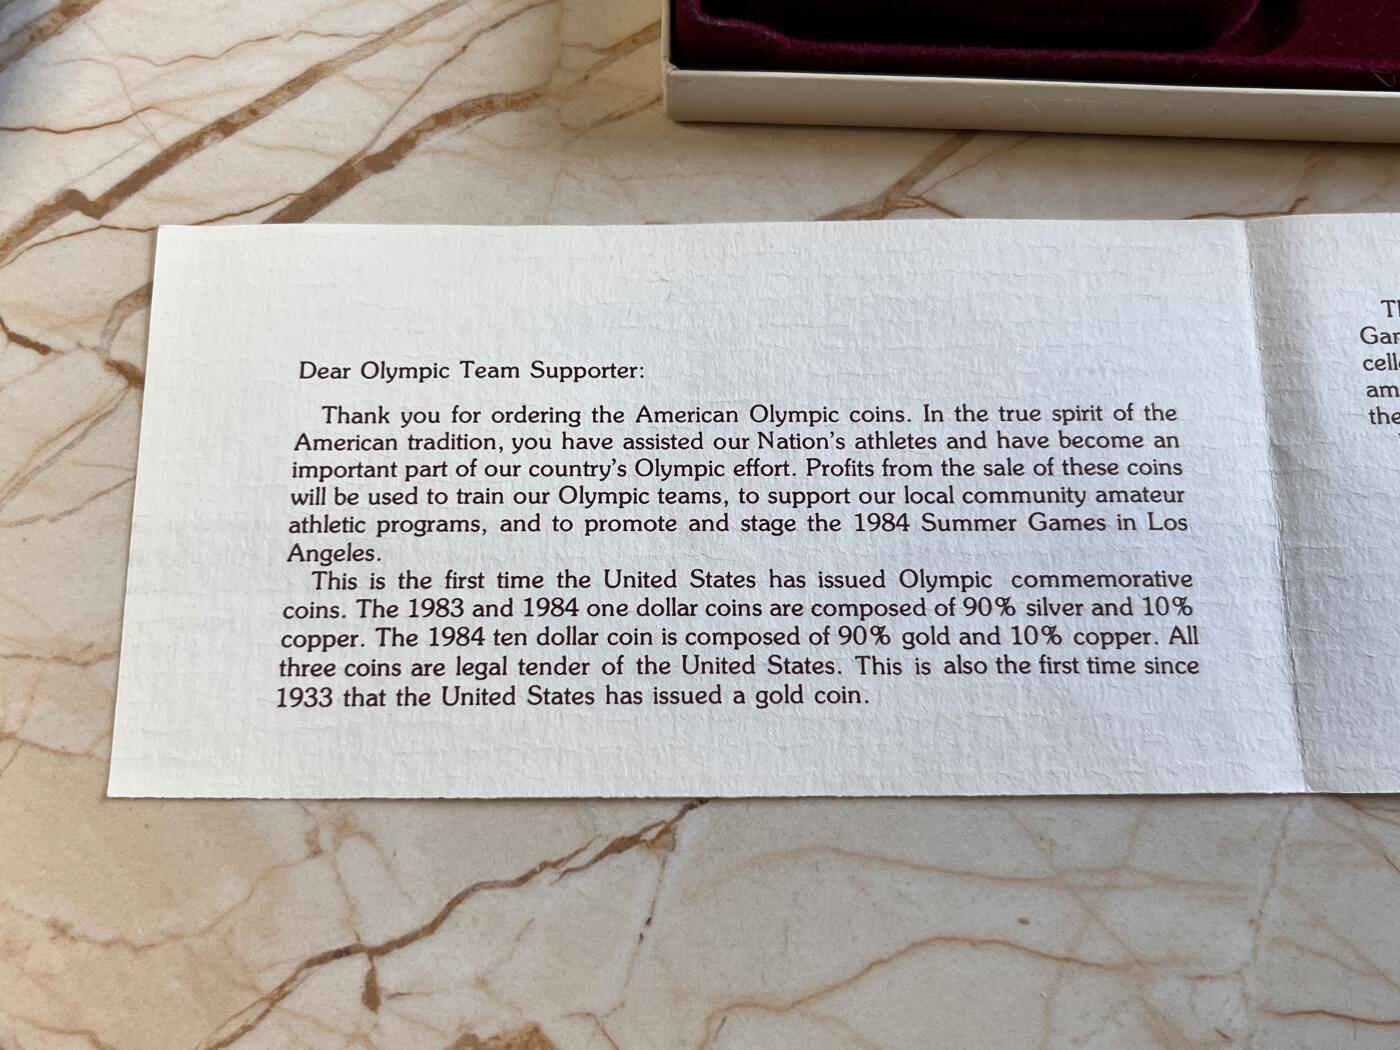 UNITED S
Dear Olympic Team Supporter:
Thank you for ordering the American Olympic coins. In the true spirit of the
American tradition, you have assisted our Nation's athletes and have become an
important part of our country's Olympic effort. Profits from the sale of these coins
will be used to train our Olympic teams, to support our local community amateur
athletic programs, and to promote and stage the 1984 Summer Games in Los
Angeles.
This is the first time the United States has issued Olympic commemorative
coins. The 1983 and 1984 one dollar coins are composed of 90% silver and 10%
copper. The 1984 ten dollar coin is composed of 90% gold and 10% copper. All
three coins are legal tender of the United States. This is also the first time since
1933 that the United States has issued a gold coin.
Th
Gar
cell
am
the